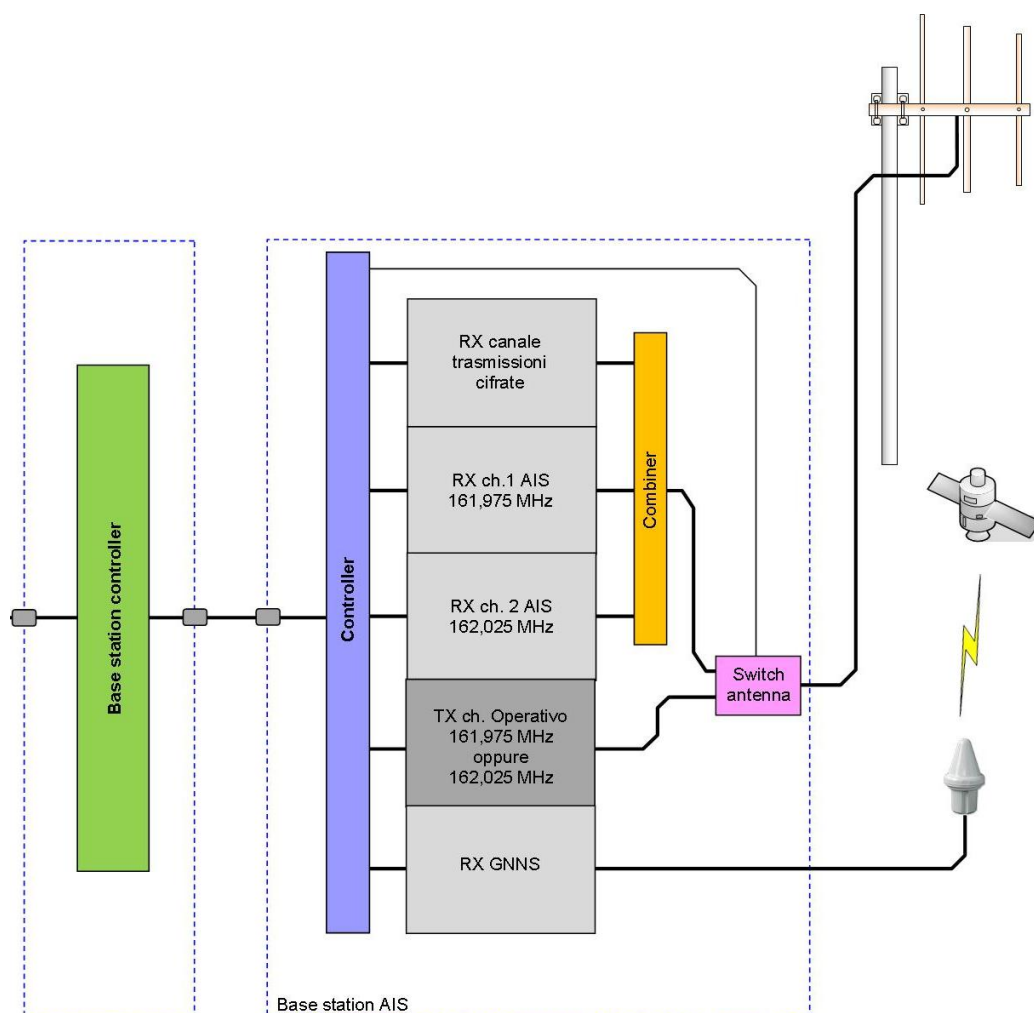 RX canale
trasmissioni
cifrate
RX ch.1 AIS
161,975 MHz
RX ch. 2 AIS
162,025 MHz
TX ch. Operativo
161,975 MHz
oppure
162,025 MHz
RX GNNS
Base station controller
Controller
Combiner
Switch
antenna
Base station AIS